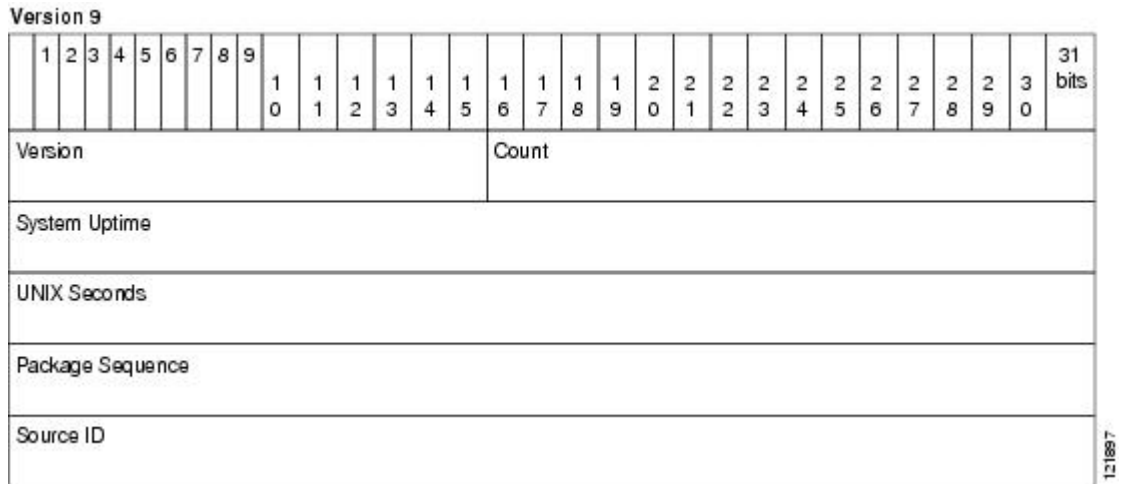 Version 9
1 2 3 4 5 6 7 8 9 10 11 12 13 14 15 16 17 18 19 20 21 22 23 24 25 26 27 28 29 30 31 bits
Version Count
System Uptime
UNIX Seconds
Package Sequence
Source ID
121897